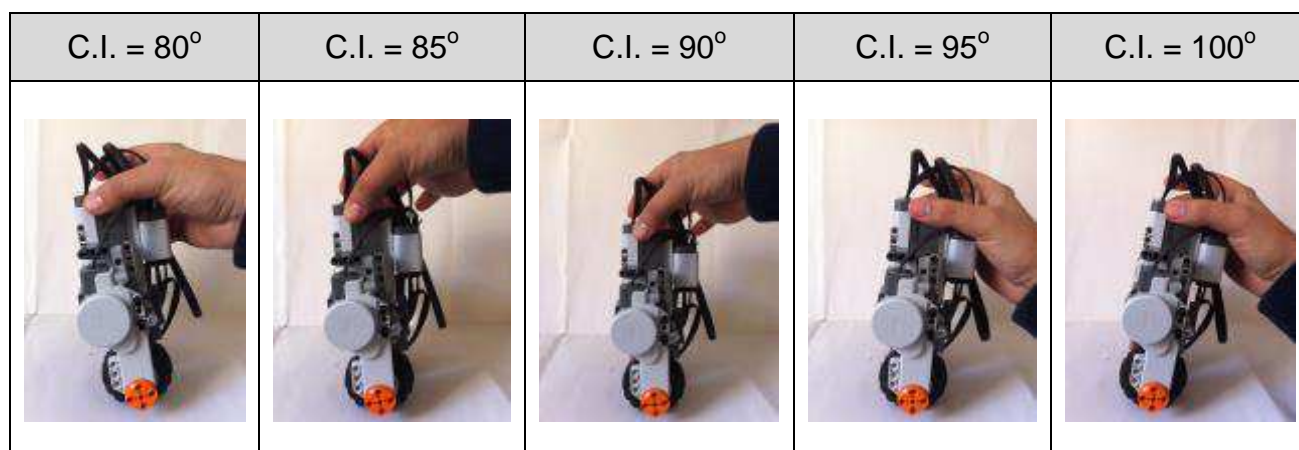 C.I. = 80° C.I. = 85° C.I. = 90° C.I. = 95° C.I. = 100°